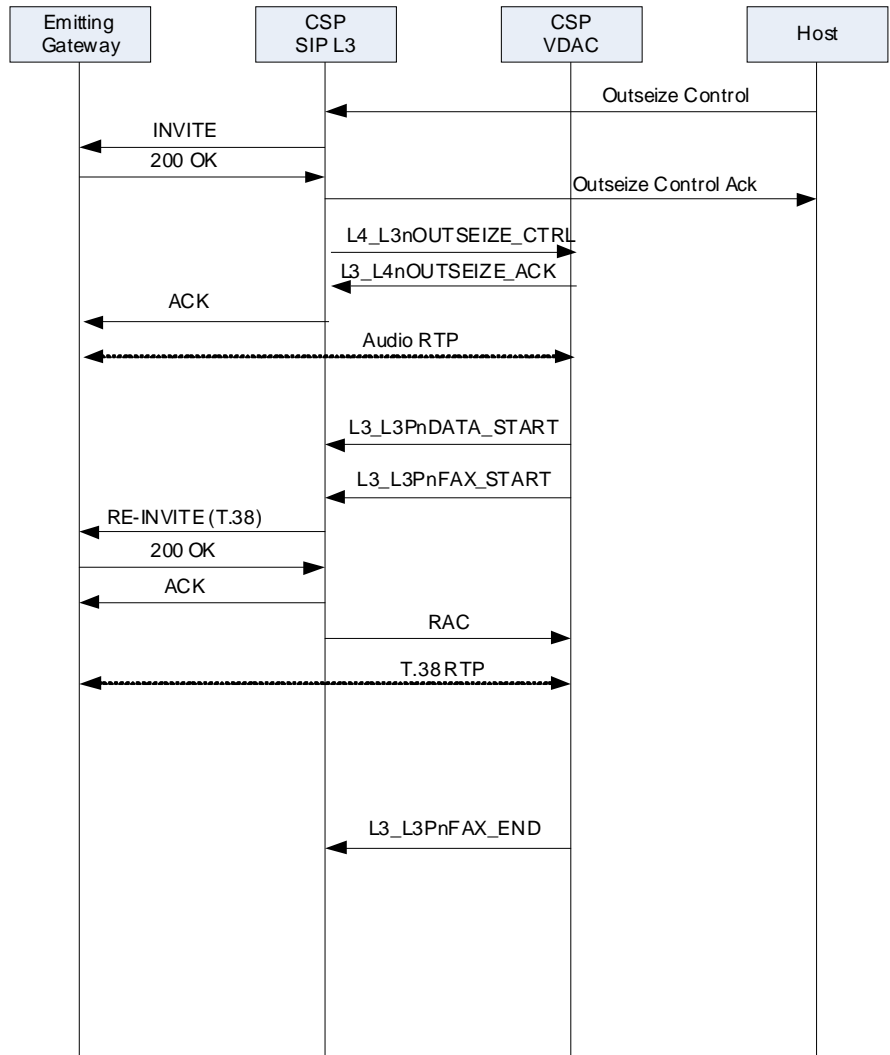 Emitting
Gateway
CSP
SIP L3
CSP
VDAC
Host
Outseize Control
INVITE
200 OK
Outseize Control Ack
L4_L3nOUTSEIZE_CTRL
L3_L4nOUTSEIZE_ACK
ACK
Audio RTP
L3_L3PnDATA_START
L3_L3PnFAX_START
RE-INVITE (T.38)
200 OK
ACK
RAC
T.38 RTP
L3_L3PnFAX_END